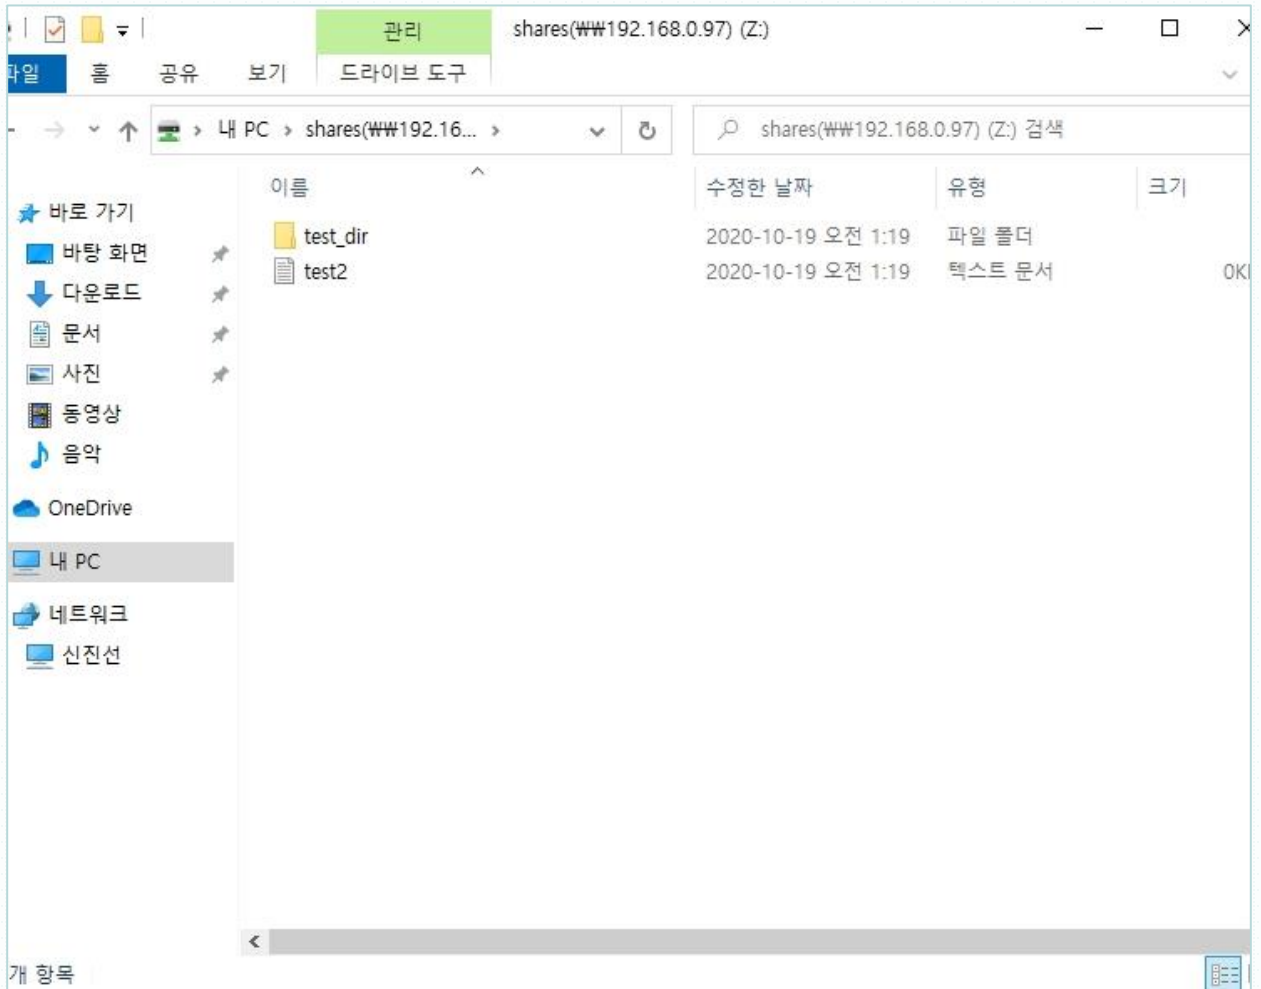 관리
shares(₩₩192.168.0.97) (Z:)
파일 홈 공유 보기 드라이브 도구
내 PC > shares(₩₩192.16... >
shares(₩₩192.168.0.97) (Z:) 검색
이름 수정한 날짜 유형 크기
test_dir 2020-10-19 오전 1:19 파일 폴더
test2 2020-10-19 오전 1:19 텍스트 문서 0K
바로 가기
바탕 화면
다운로드
문서
사진
동영상
음악
OneDrive
내 PC
네트워크
신진선
개 항목